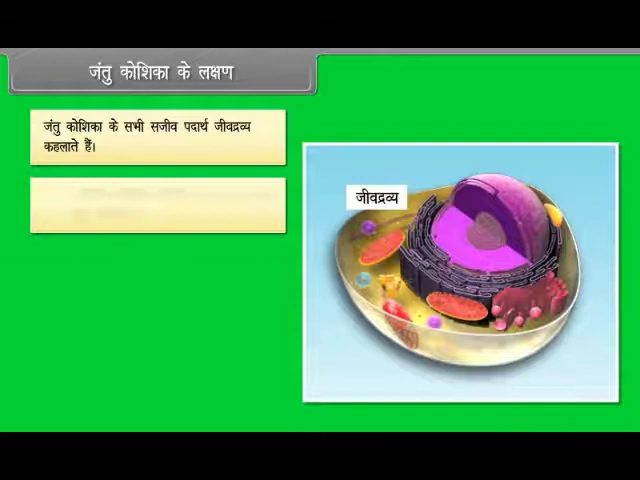 जंतु कोशिका के लक्षण
जंतु कोशिका के सभी सजीव पदार्थ जीवद्रव्य
कहलाते हैं।
जीवद्रव्य